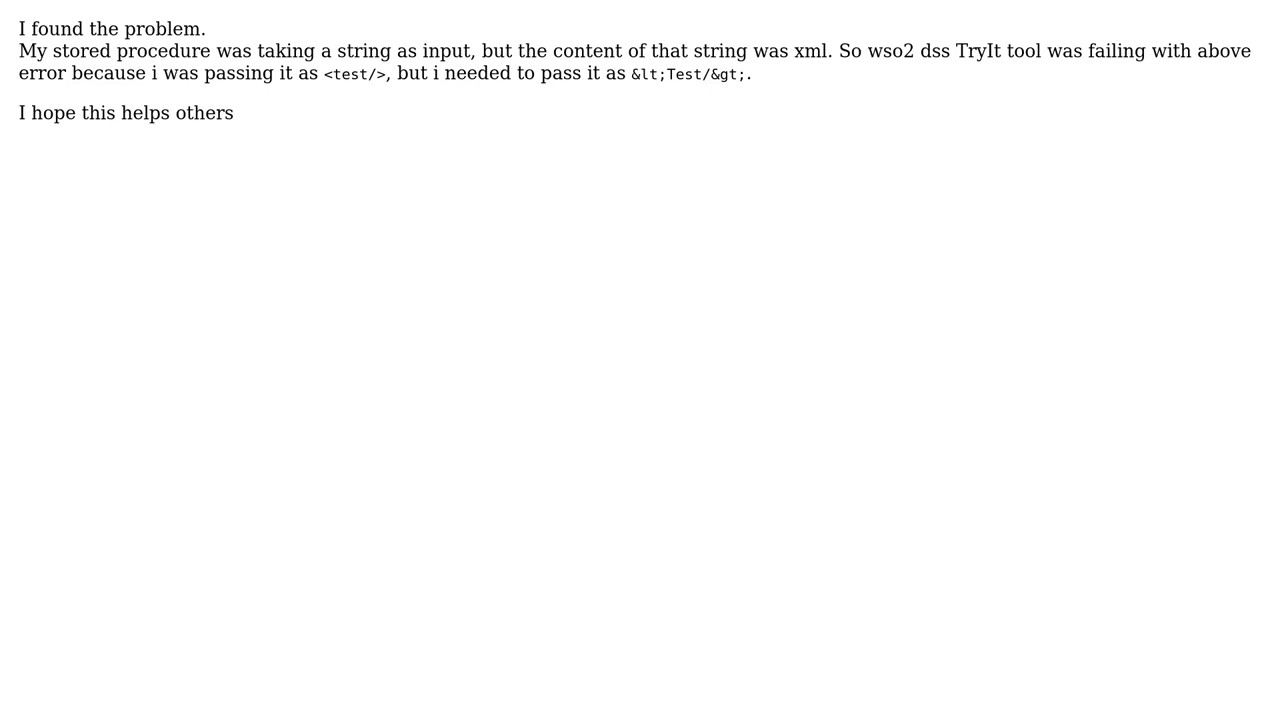 I found the problem.
My stored procedure was taking a string as input, but the content of that string was xml. So wso2 dss TryIt tool was failing with above
error because i was passing it as <test/>, but i needed to pass it as &lt;Test/&gt;.
I hope this helps others